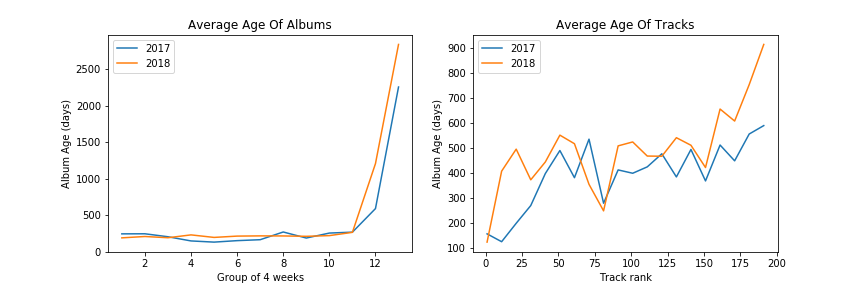 Average Age Of Albums
2017
2018
2500
2000
1500
1000
500
0
Album Age (days)
2 4 6 8 10 12
Group of 4 weeks
Average Age Of Tracks
2017
2018
900
800
700
600
500
400
300
200
100
Album Age (days)
0 25 50 75 100 125 150 175 200
Track rank